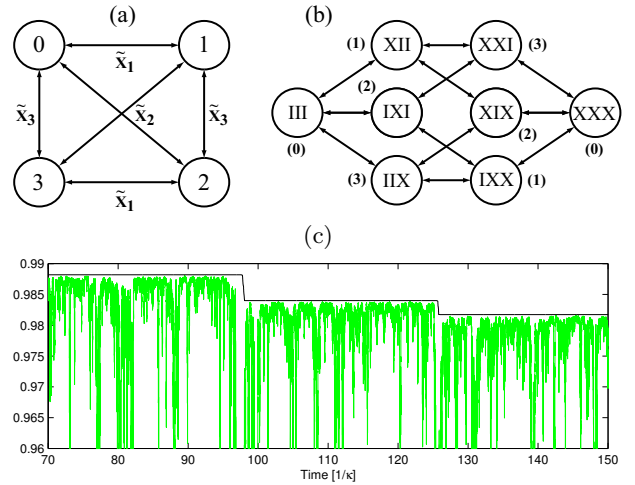 (a)
0
1
3
2
x̃₁
x̃₃
x̃₂
x̃₃
x̃₁
(b)
(1) XII XXI (3)
(2)
III IXI XIX XXX
(0) (2) (0)
(3) IIX IXX (1)
(c)
0.99
0.985
0.98
0.975
0.97
0.965
0.96
70 80 90 100 110 120 130 140 150
Time [1/κ]